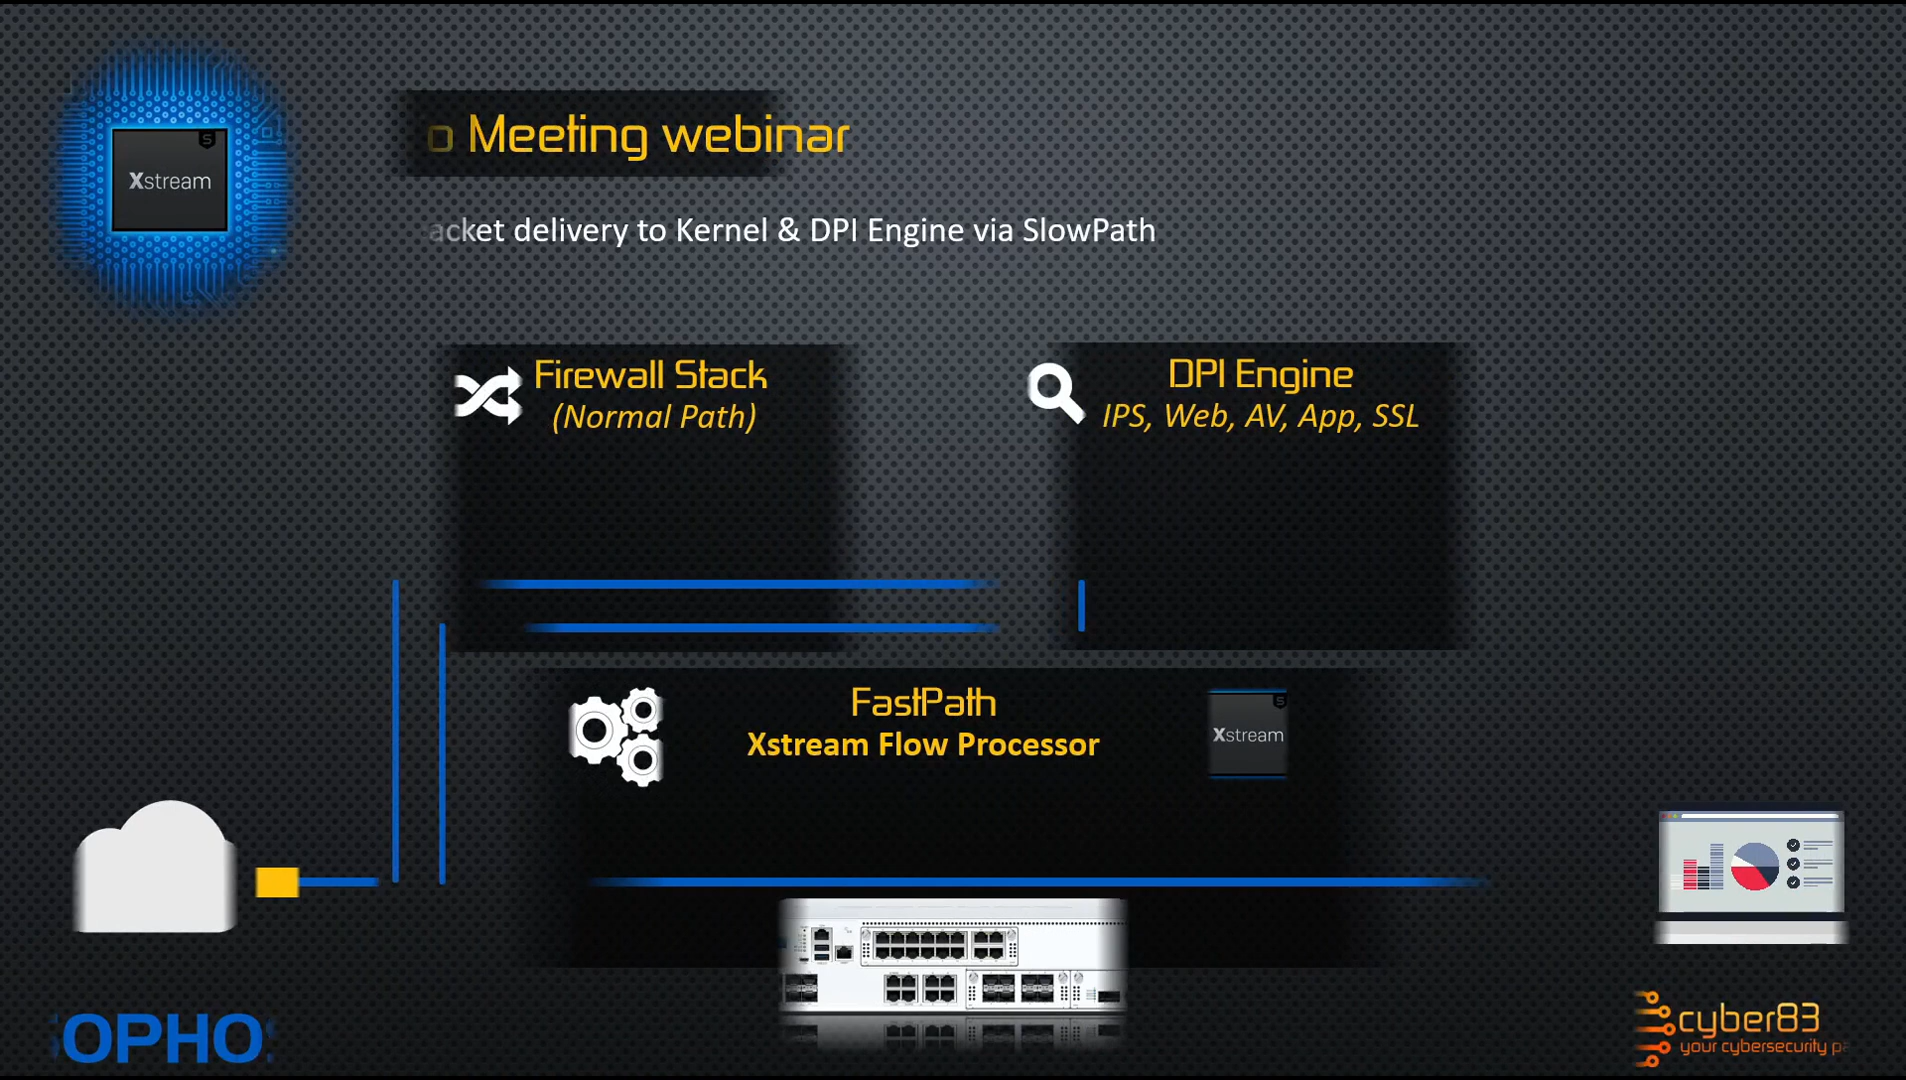 Xstream
o Meeting webinar
acket delivery to Kernel & DPI Engine via SlowPath
Firewall Stack
(Normal Path)
DPI Engine
IPS, Web, AV, App, SSL
FastPath
Xstream Flow Processor
Xstream
OPHO
cyber83
your cybersecurity pa